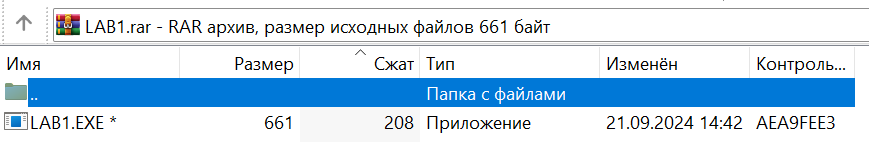 LAB1.rar - RAR архив, размер исходных файлов 661 байт
Имя Размер Сжат Тип Изменён Контроль...
.. Папка с файлами
LAB1.EXE * 661 208 Приложение 21.09.2024 14:42 AEA9FEE3